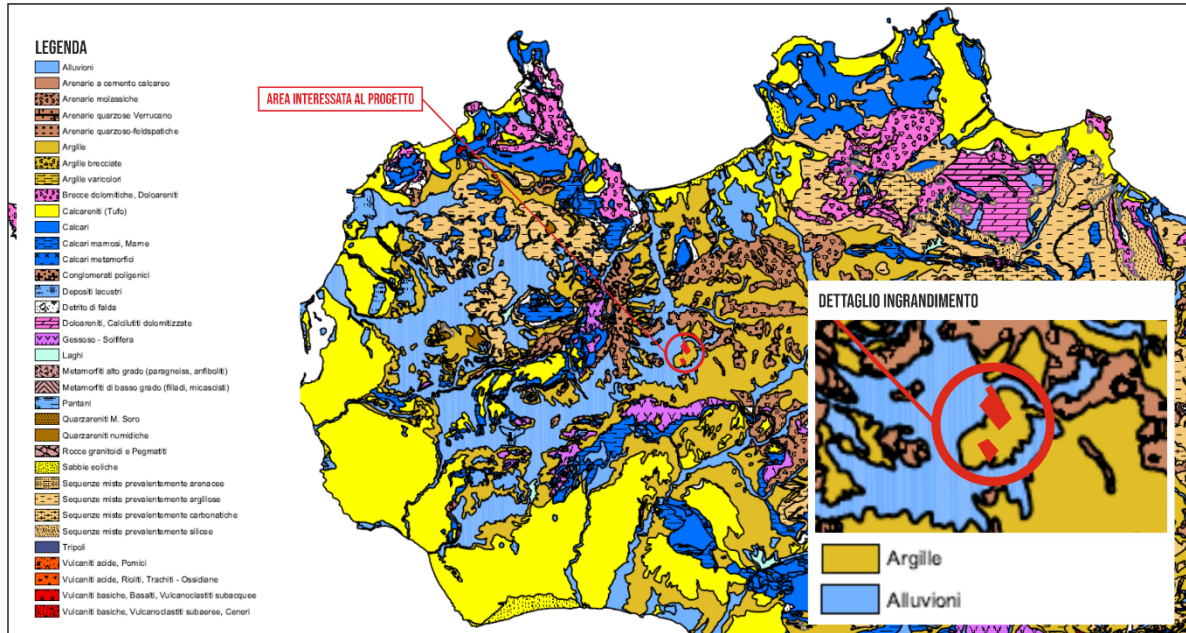 LEGENDA
Alluvioni
Arenarie a cemento calcareo
Arenarie molassiche
Arenarie quarzose Verrucano
Arenarie quarzoso-feldspatiche
Argille
Argille brecciate
Argille varicolori
Brecce dolomitiche, Doloareniti
Calcareniti (Tufo)
Calcari
Calcari marnosi, Marne
Calcari metamorfici
Conglomerati poligenici
Depositi lacustri
Detrito di falda
Doloareniti, Calcilutiti dolomitizzate
Gessoso - Solfifera
Laghi
Metamorfiti alto grado (paragneiss, anfiboliti)
Metamorfiti di basso grado (filladi, micascisti)
Pantani
Quarzareniti M. Soro
Quarzareniti numidiche
Rocce granitoidi e Pegmatiti
Sabbie eoliche
Sequenze miste prevalentemente arenacee
Sequenze miste prevalentemente argillose
Sequenze miste prevalentemente carbonatiche
Sequenze miste prevalentemente silicee
Tripoli
Vulcaniti acide, Pomici
Vulcaniti acide, Rioliti, Trachiti - Ossidiane
Vulcaniti basiche, Basalti, Vulcanoclastiti subacquee
Vulcaniti basiche, Vulcanoclastiti subaeree, Ceneri
AREA INTERESSATA AL PROGETTO
DETTAGLIO INGRANDIMENTO
Argille
Alluvioni